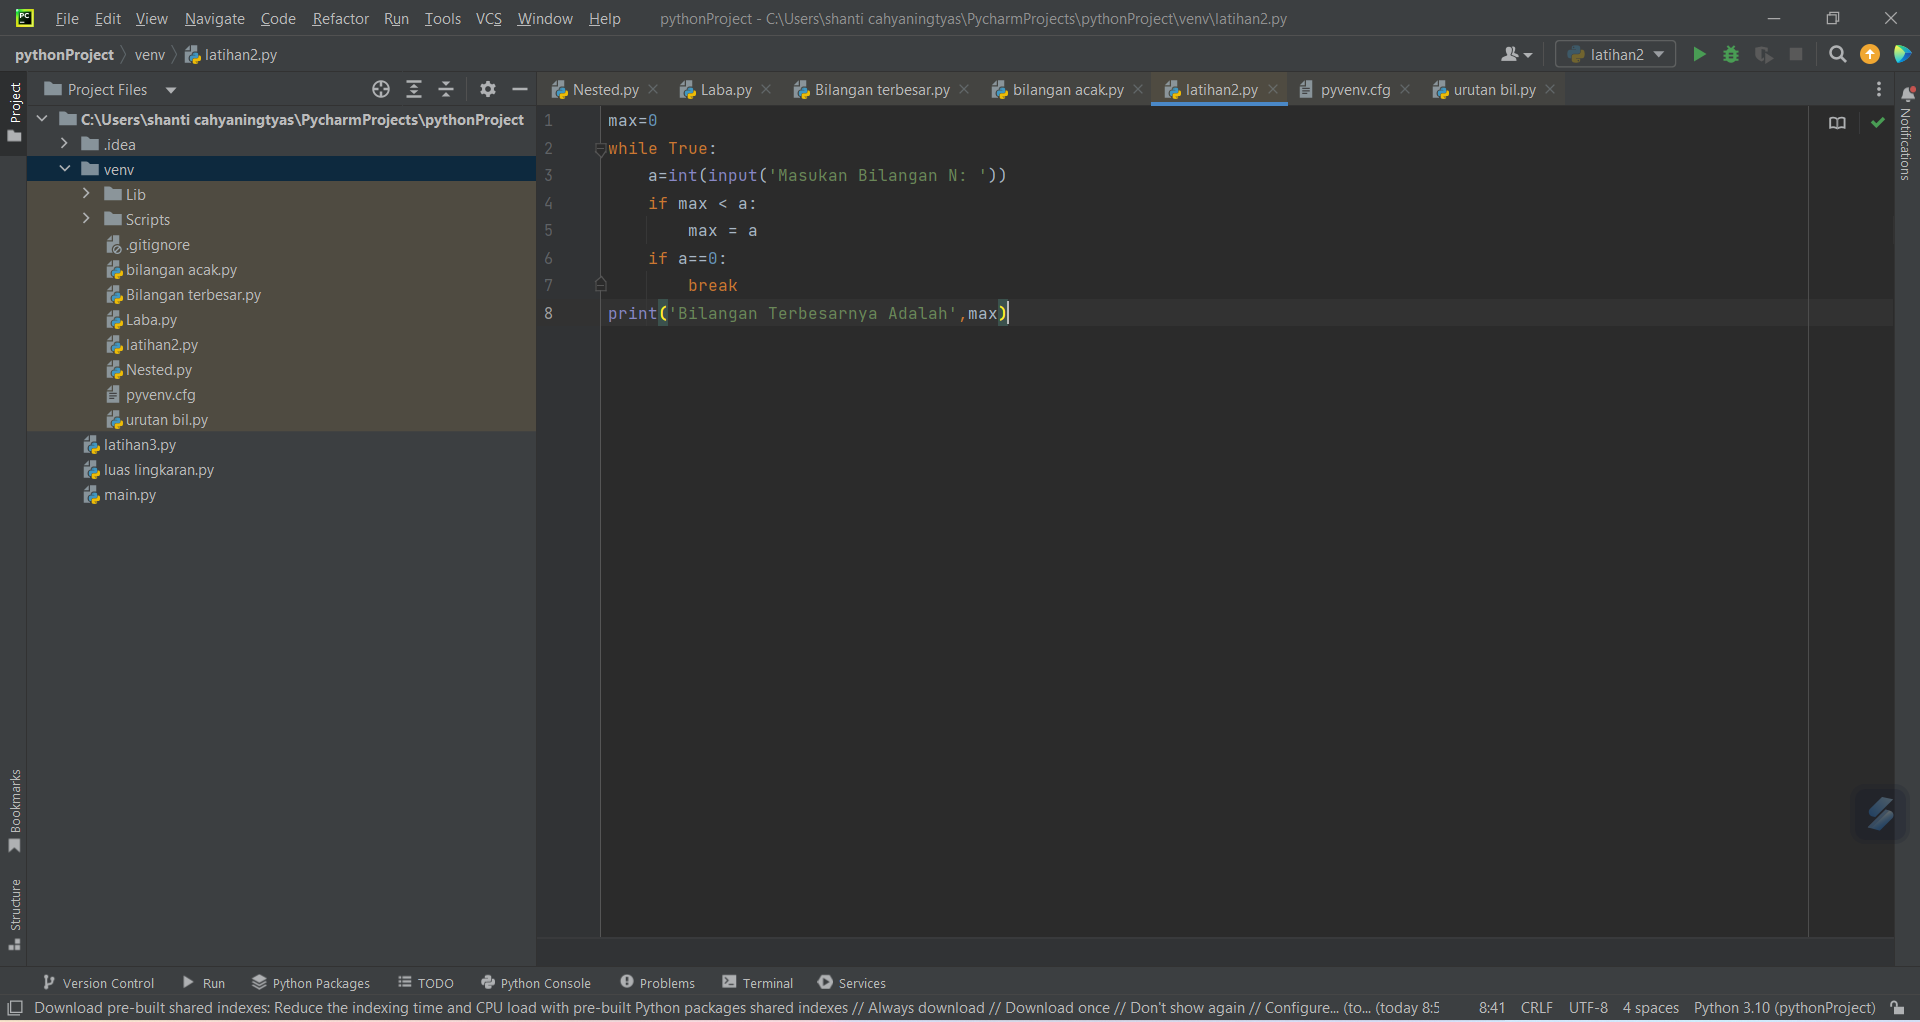 File Edit View Navigate Code Refactor Run Tools VCS Window Help pythonProject - C:\Users\shanti cahyaningtyas\PycharmProjects\pythonProject\venv\latihan2.py
pythonProject venv latihan2.py latihan2
Project
Project Files
Nested.py Laba.py Bilangan terbesar.py bilangan acak.py latihan2.py pyvenv.cfg urutan bil.py
Notifications
C:\Users\shanti cahyaningtyas\PycharmProjects\pythonProject
.idea
venv
Lib
Scripts
.gitignore
bilangan acak.py
Bilangan terbesar.py
Laba.py
latihan2.py
Nested.py
pyvenv.cfg
urutan bil.py
latihan3.py
luas lingkaran.py
main.py
1 max=0
2 while True:
3     a=int(input('Masukan Bilangan N: '))
4     if max < a:
5         max = a
6     if a==0:
7         break
8 print('Bilangan Terbesarnya Adalah',max)
Bookmarks
Structure
Version Control Run Python Packages TODO Python Console Problems Terminal Services
Download pre-built shared indexes: Reduce the indexing time and CPU load with pre-built Python packages shared indexes // Always download // Download once // Don't show again // Configure... (to... (today 8:5 8:41 CRLF UTF-8 4 spaces Python 3.10 (pythonProject)